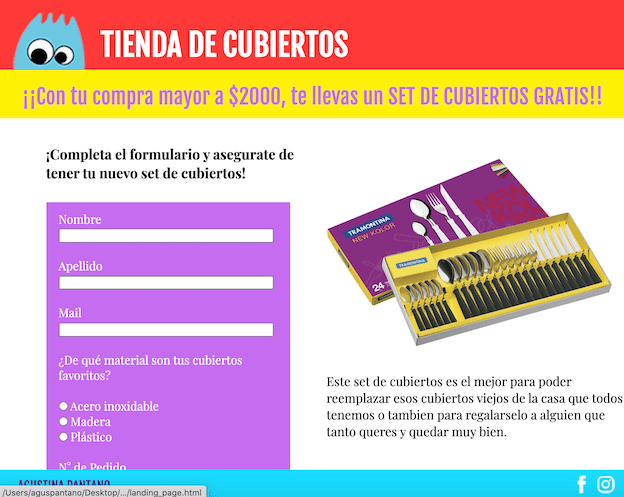 TIENDA DE CUBIERTOS
¡¡Con tu compra mayor a $2000, te llevas un SET DE CUBIERTOS GRATIS!!
¡Completa el formulario y asegurate de
tener tu nuevo set de cubiertos!
Nombre
Apellido
Mail
¿De qué material son tus cubiertos
favoritos?
Acero inoxidable
Madera
Plástico
N° de Pedido
TRAMONTINA
NEW KOLOR
NEW
KOL
TRAMONTINA
24
Este set de cubiertos es el mejor para poder
reemplazar esos cubiertos viejos de la casa que todos
tenemos o tambien para regalarselo a alguien que
tanto queres y quedar muy bien.
AGUSTINA PANTANO
/Users/aguspantano/Desktop/.../landing_page.html
f